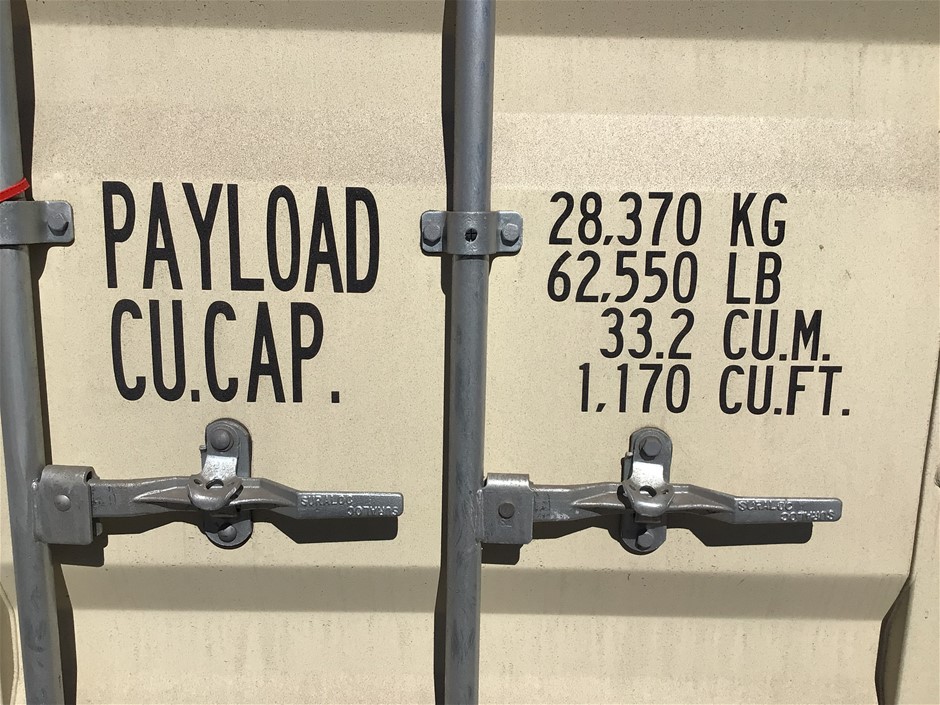 PAYLOAD
CU.CAP.
28,370 KG
62,550 LB
33.2 CU.M.
1,170 CU.FT.